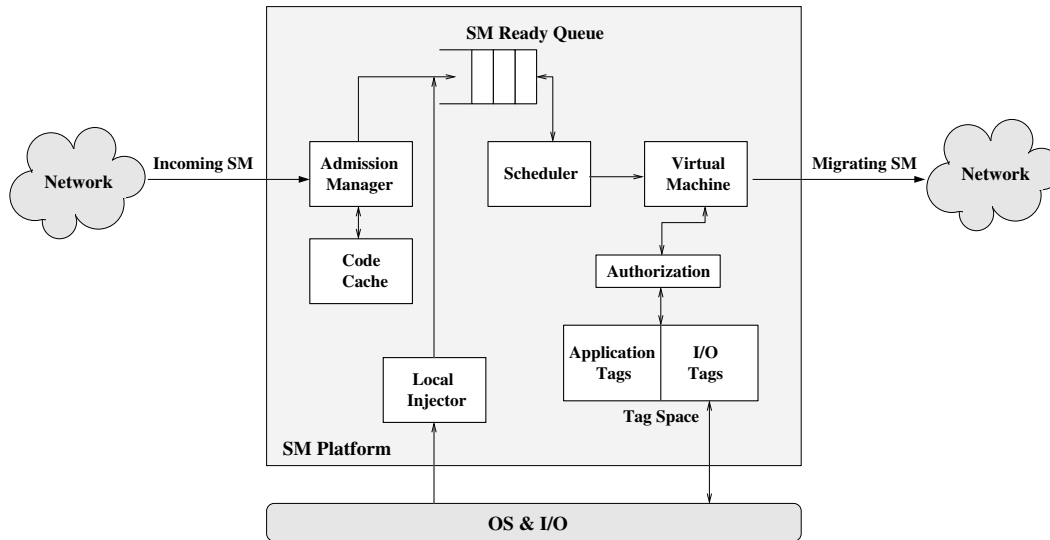 SM Ready Queue
Network
Incoming SM
Admission
Manager
Scheduler
Virtual
Machine
Migrating SM
Network
Code
Cache
Authorization
Application
Tags
I/O
Tags
Local
Injector
Tag Space
SM Platform
OS & I/O